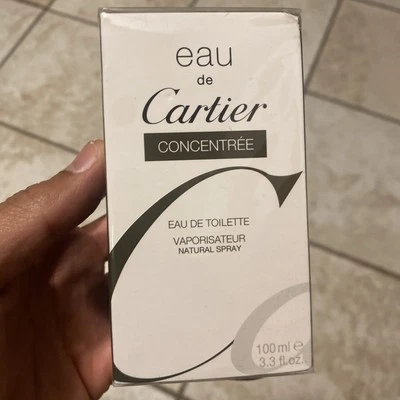 eau
de
Cartier
CONCENTRÉE
EAU DE TOILETTE
VAPORISATEUR
NATURAL SPRAY
100 ml ℮
3.3 fl.oz.